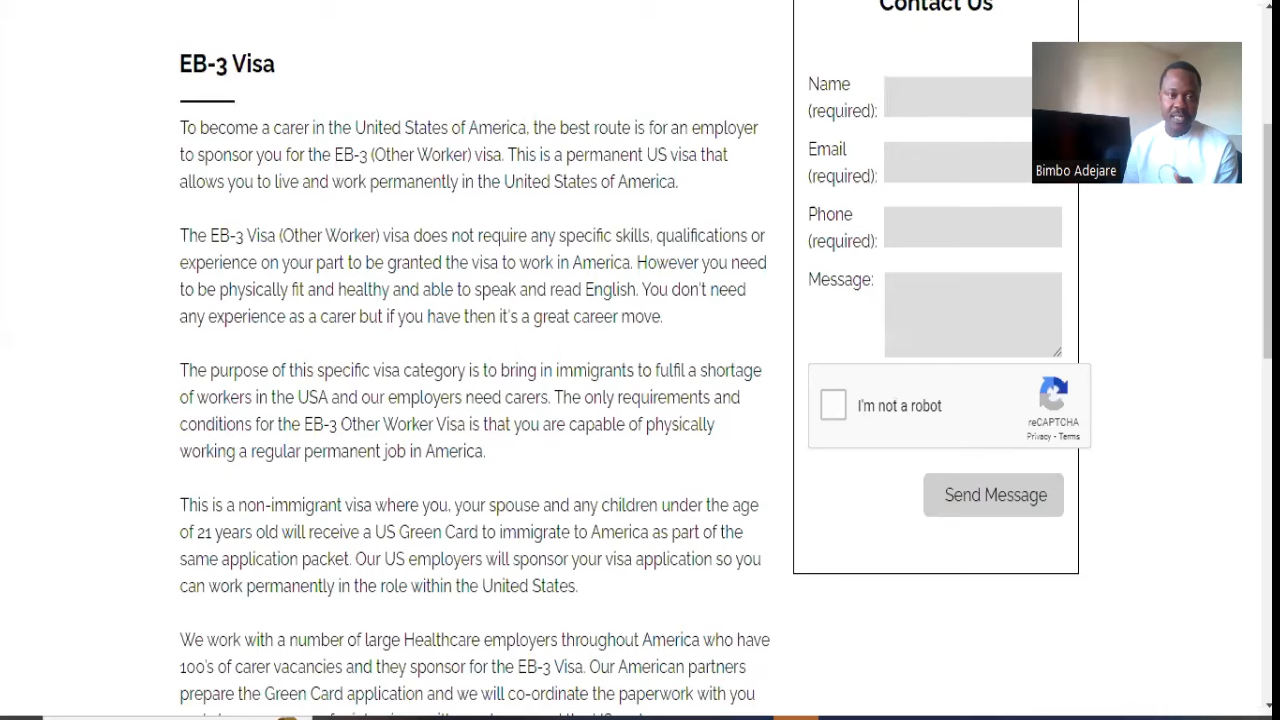 Contact Us
EB-3 Visa
To become a carer in the United States of America, the best route is for an employer
to sponsor you for the EB-3 (Other Worker) visa. This is a permanent US visa that
allows you to live and work permanently in the United States of America.
The EB-3 Visa (Other Worker) visa does not require any specific skills, qualifications or
experience on your part to be granted the visa to work in America. However you need
to be physically fit and healthy and able to speak and read English. You don't need
any experience as a carer but if you have then it's a great career move.
The purpose of this specific visa category is to bring in immigrants to fulfil a shortage
of workers in the USA and our employers need carers. The only requirements and
conditions for the EB-3 Other Worker Visa is that you are capable of physically
working a regular permanent job in America.
This is a non-immigrant visa where you, your spouse and any children under the age
of 21 years old will receive a US Green Card to immigrate to America as part of the
same application packet. Our US employers will sponsor your visa application so you
can work permanently in the role within the United States.
We work with a number of large Healthcare employers throughout America who have
100's of carer vacancies and they sponsor for the EB-3 Visa. Our American partners
prepare the Green Card application and we will co-ordinate the paperwork with you
Name
(required):
Email
(required):
Phone
(required):
Message:
I'm not a robot
reCAPTCHA
Privacy - Terms
Send Message
Bimbo Adejare